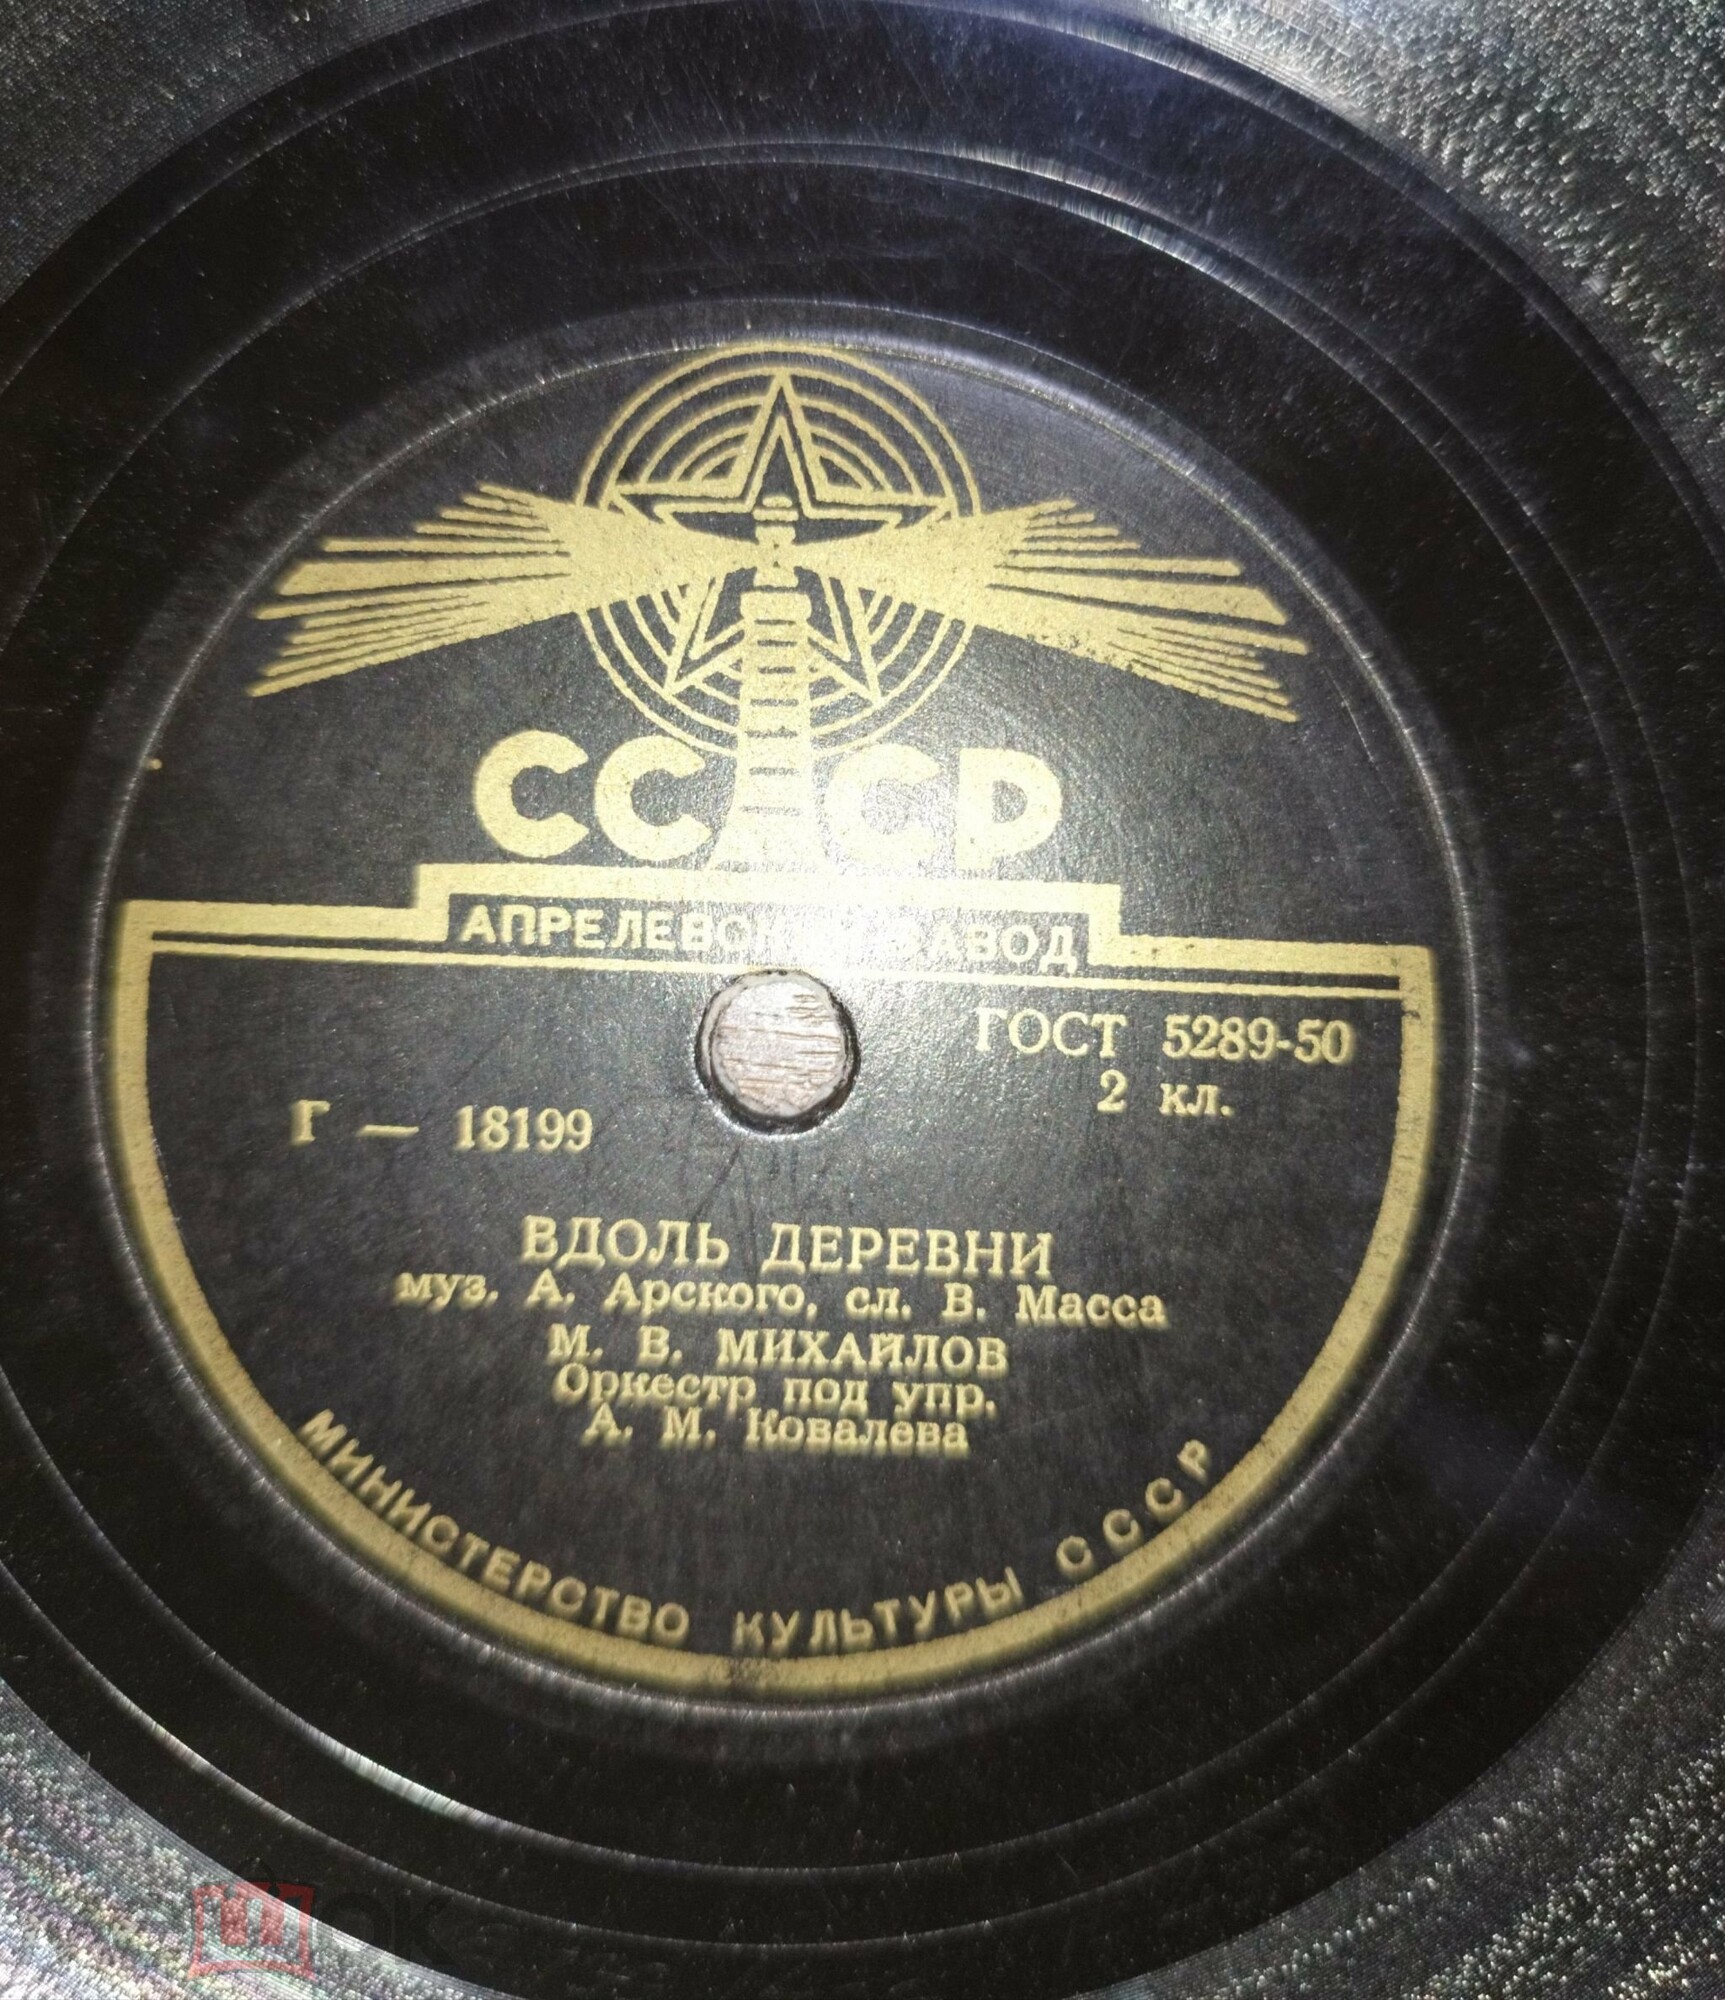 СССР
АПРЕЛЕВСКИЙ ЗАВОД
ГОСТ 5289-50
2 кл.
Г — 18199
ВДОЛЬ ДЕРЕВНИ
муз. А. Арского, сл. В. Масса
М. В. МИХАЙЛОВ
Оркестр под упр.
А. М. Ковалева
МИНИСТЕРСТВО КУЛЬТУРЫ СССР